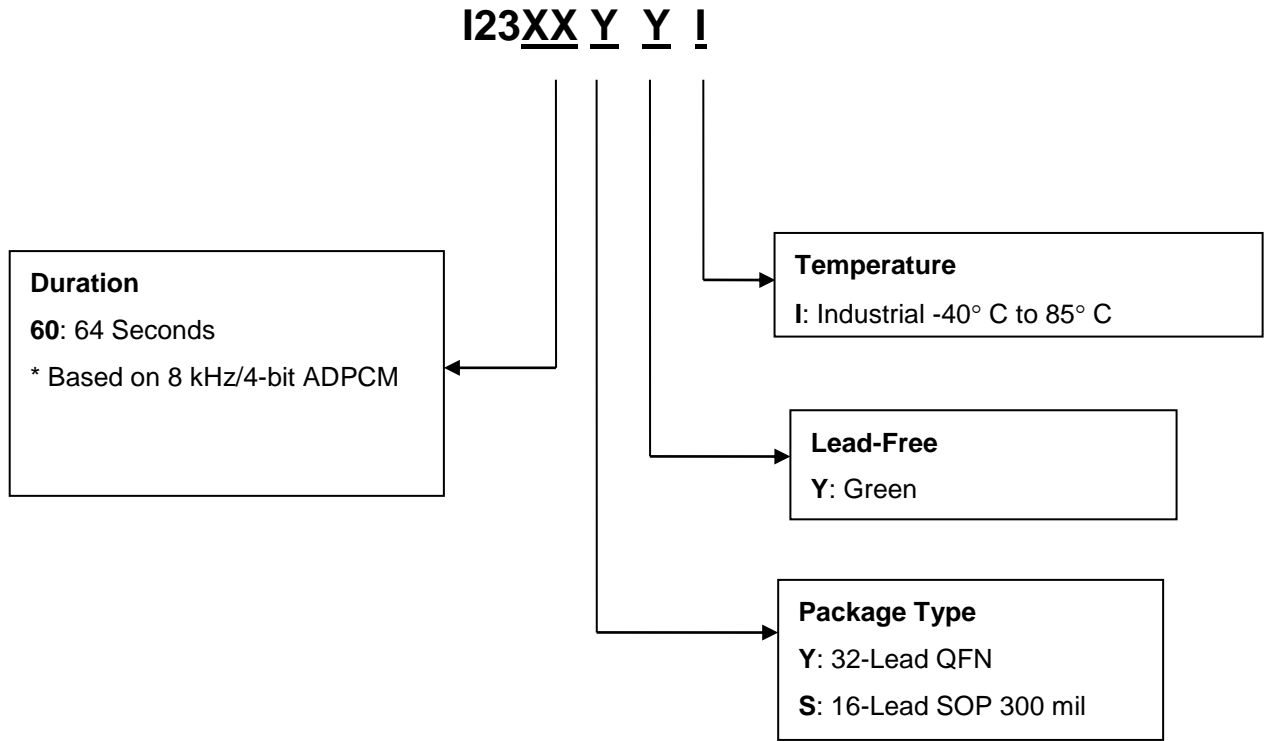 I23XX Y Y I
Duration
60: 64 Seconds
* Based on 8 kHz/4-bit ADPCM
Temperature
I: Industrial -40° C to 85° C
Lead-Free
Y: Green
Package Type
Y: 32-Lead QFN
S: 16-Lead SOP 300 mil